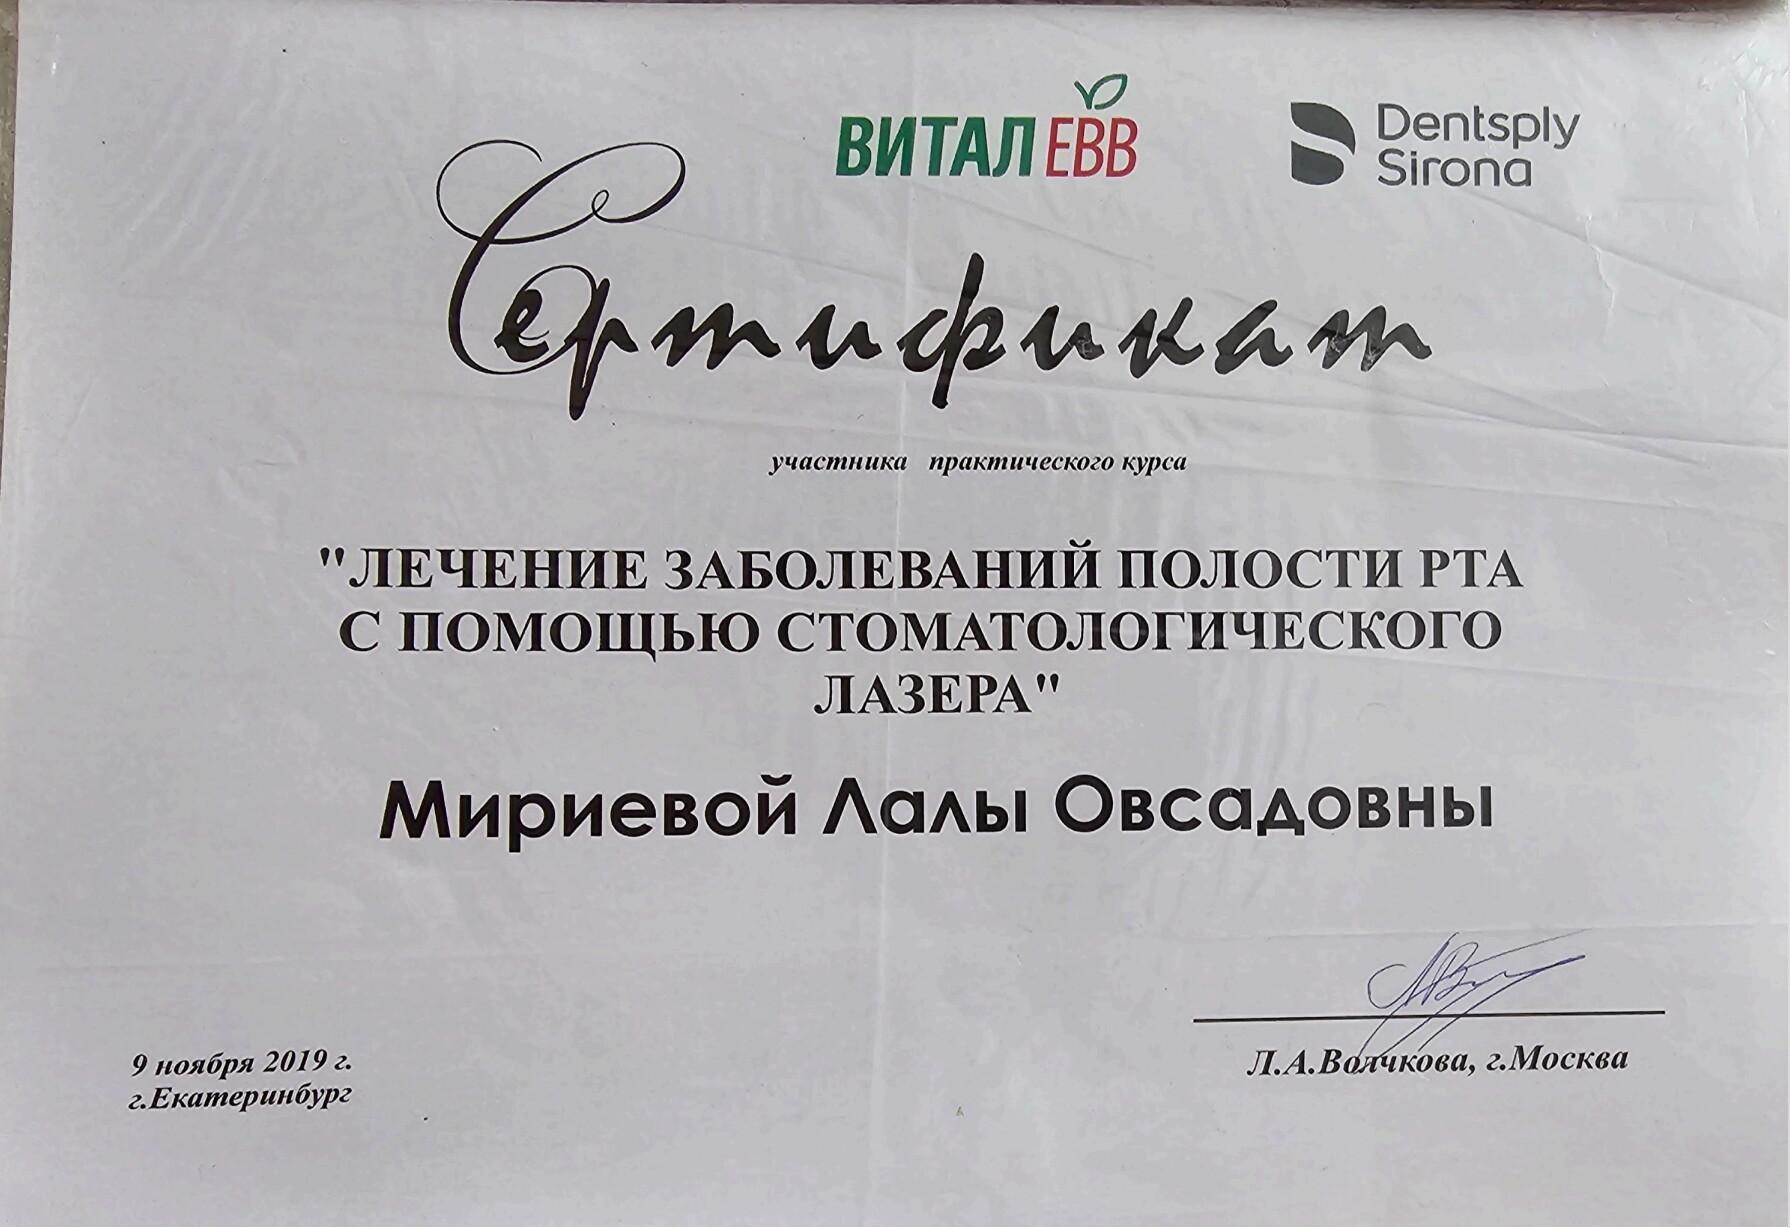 ВИТАЛ ЕВВ
Dentsply
Sirona
Сертификат
участника практического курса
"ЛЕЧЕНИЕ ЗАБОЛЕВАНИЙ ПОЛОСТИ РТА
С ПОМОЩЬЮ СТОМАТОЛОГИЧЕСКОГО
ЛАЗЕРА"
Мириевой Лалы Овсадовны
9 ноября 2019 г.
г.Екатеринбург
Л.А.Волчкова, г.Москва